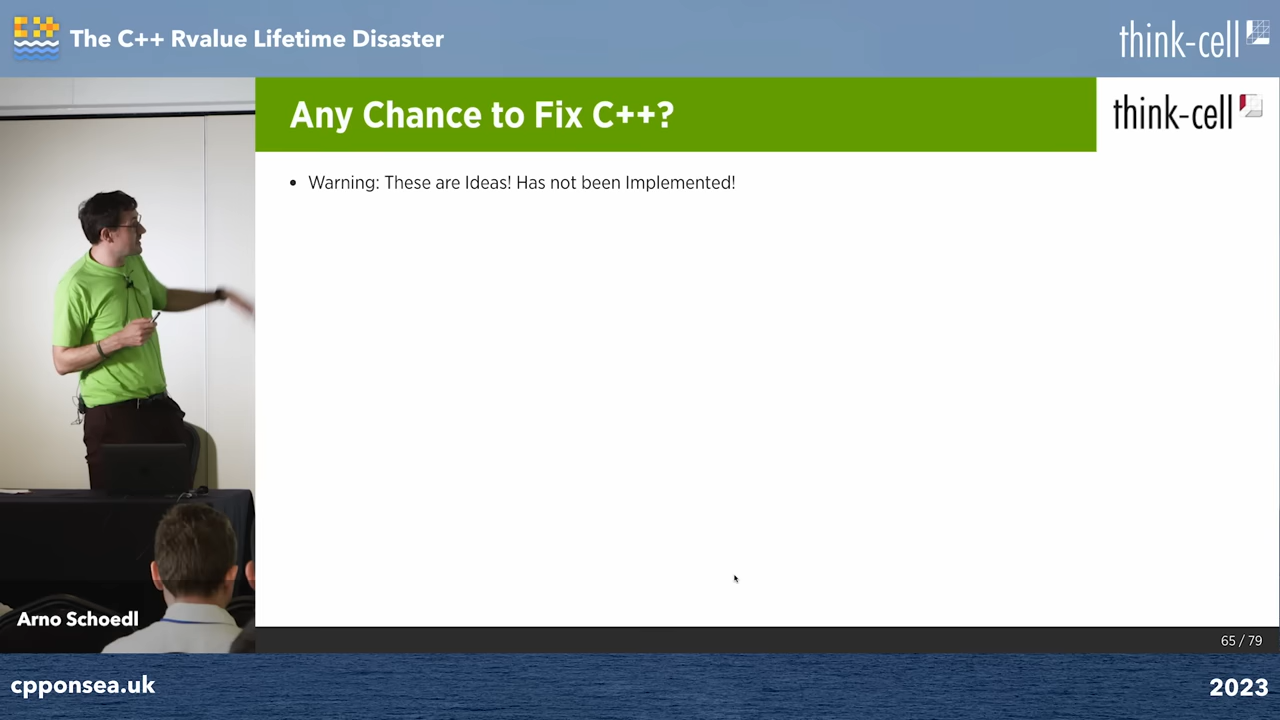 The C++ Rvalue Lifetime Disaster
think-cell
Any Chance to Fix C++?
think-cell
• Warning: These are Ideas! Has not been Implemented!
Arno Schoedl
65 / 79
cpponsea.uk
2023